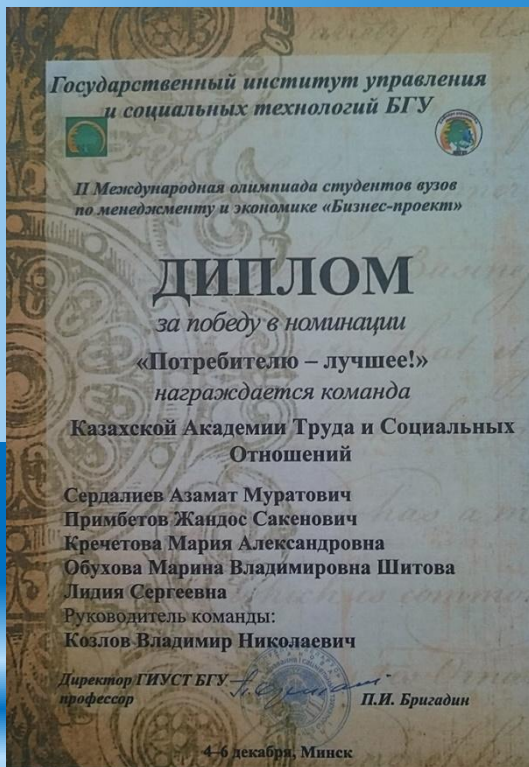 Государственный институт управления
и социальных технологий БГУ
II Международная олимпиада студентов вузов
по менеджменту и экономике «Бизнес-проект»
ДИПЛОМ
за победу в номинации
«Потребителю – лучшее!»
награждается команда
Казахской Академии Труда и Социальных
Отношений
Сердалиев Азамат Муратович
Примбетов Жандос Сакенович
Кречетова Мария Александровна
Обухова Марина Владимировна Шитова
Лидия Сергеевна
Руководитель команды:
Козлов Владимир Николаевич
Директор ГИУСТ БГУ
профессор
П.И. Бригадин
4–6 декабря, Минск